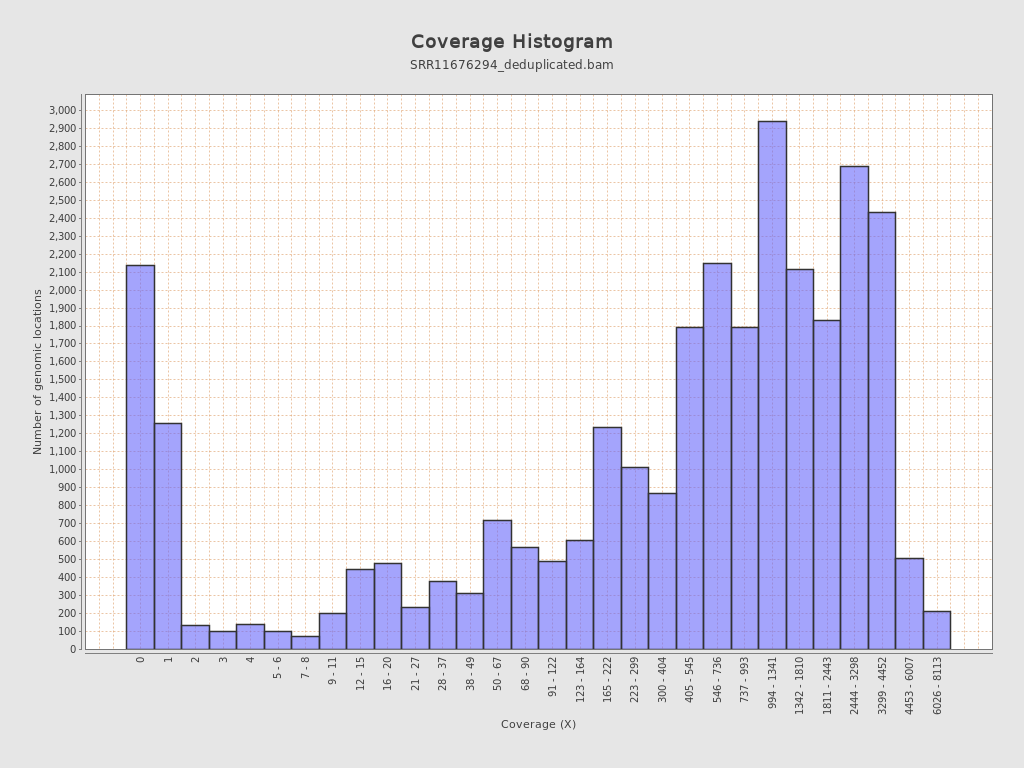 Coverage Histogram
SRR11676294_deduplicated.bam
Number of genomic locations
3,000
2,900
2,800
2,700
2,600
2,500
2,400
2,300
2,200
2,100
2,000
1,900
1,800
1,700
1,600
1,500
1,400
1,300
1,200
1,100
1,000
900
800
700
600
500
400
300
200
100
0
0
1
2
3
4
5 - 6
7 - 8
9 - 11
12 - 15
16 - 20
21 - 27
28 - 37
38 - 49
50 - 67
68 - 90
91 - 122
123 - 164
165 - 222
223 - 299
300 - 404
405 - 545
546 - 736
737 - 993
994 - 1341
1342 - 1810
1811 - 2443
2444 - 3298
3299 - 4452
4453 - 6007
6026 - 8113
Coverage (X)